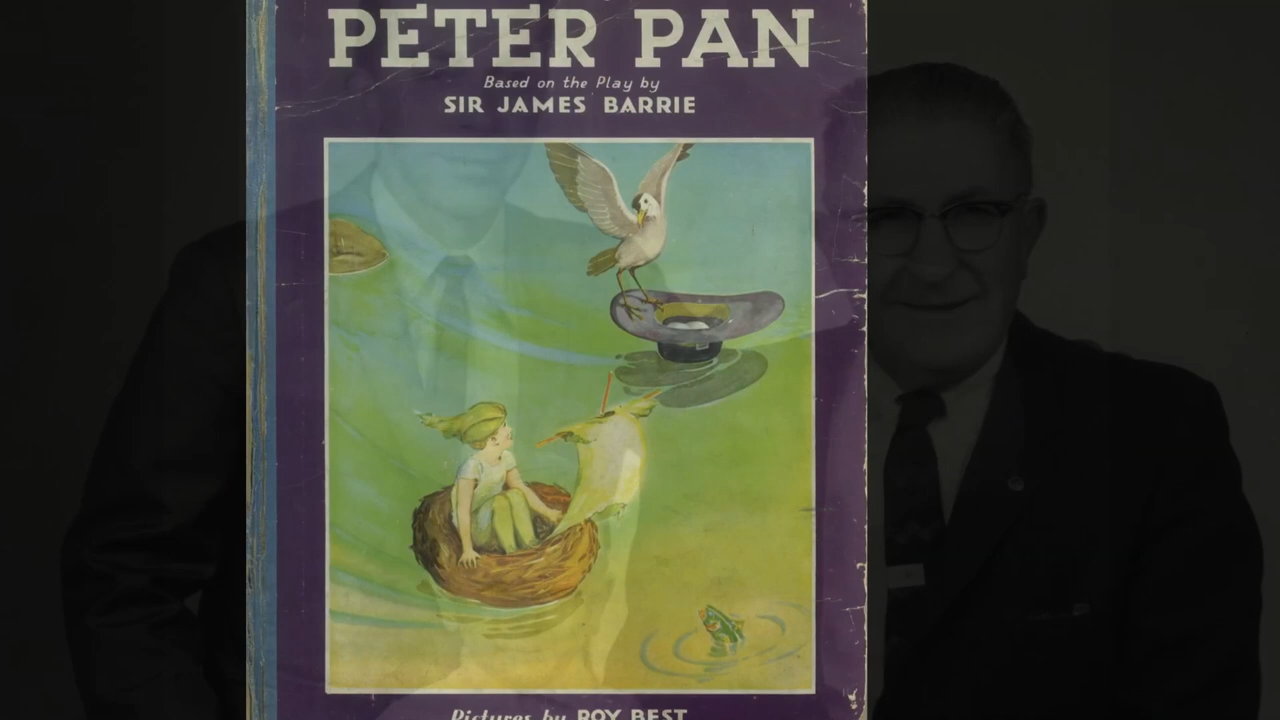 PETER PAN
Based on the Play by
SIR JAMES BARRIE
Pictures by ROY BEST